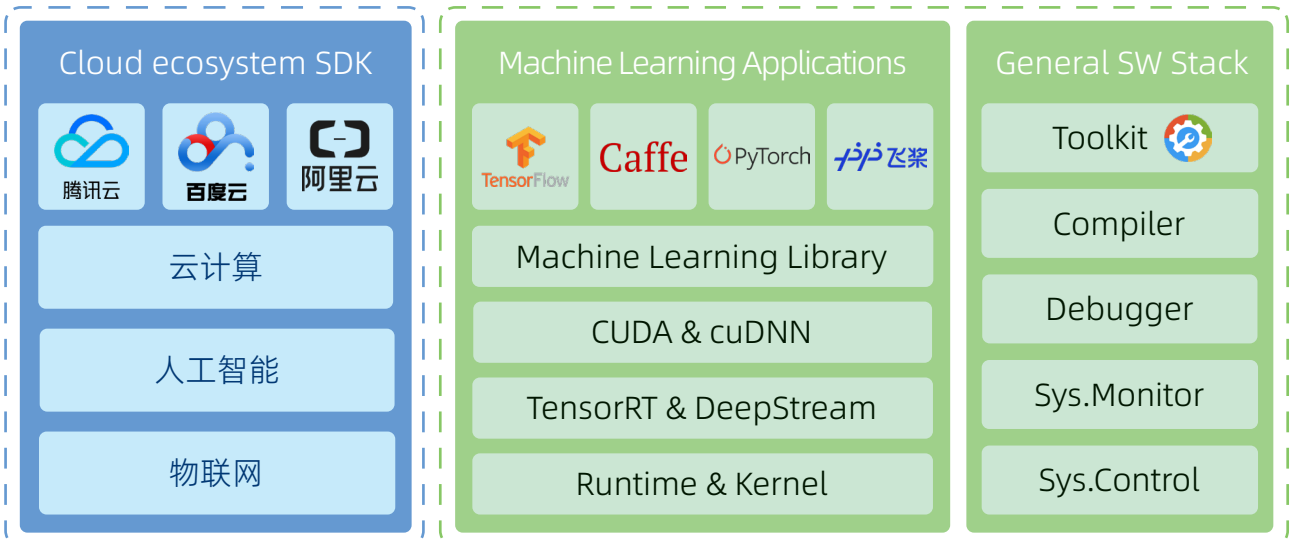 Cloud ecosystem SDK
腾讯云
百度云
阿里云
云计算
人工智能
物联网
Machine Learning Applications
TensorFlow
Caffe
PyTorch
飞桨
Machine Learning Library
CUDA & cuDNN
TensorRT & DeepStream
Runtime & Kernel
General SW Stack
Toolkit
Compiler
Debugger
Sys.Monitor
Sys.Control